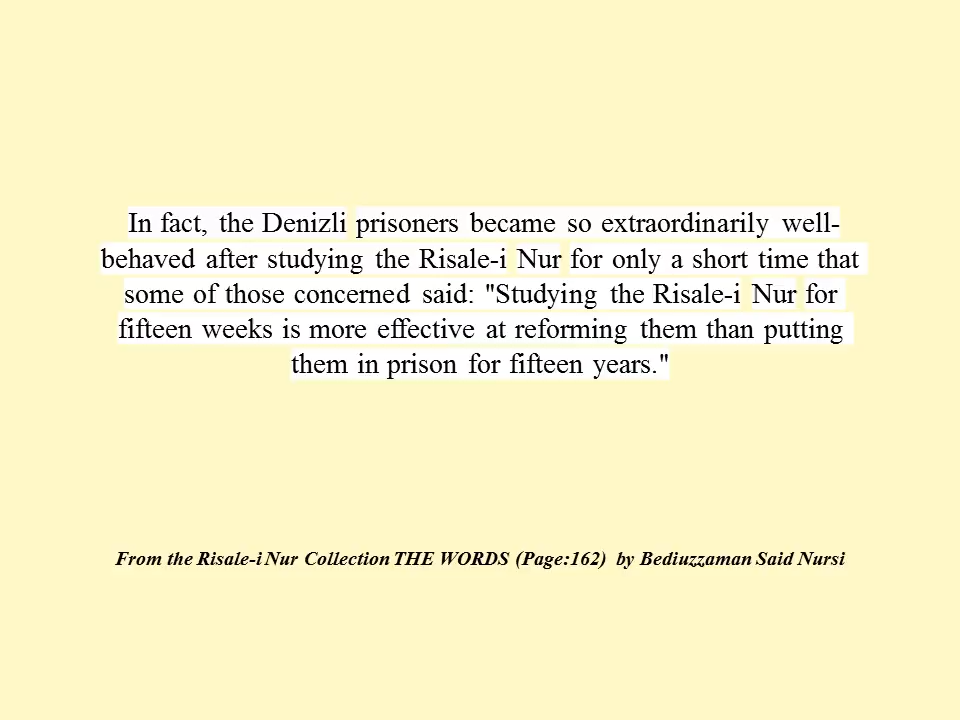 In fact, the Denizli prisoners became so extraordinarily well-
behaved after studying the Risale-i Nur for only a short time that
some of those concerned said: "Studying the Risale-i Nur for
fifteen weeks is more effective at reforming them than putting
them in prison for fifteen years."
From the Risale-i Nur Collection THE WORDS (Page:162) by Bediuzzaman Said Nursi